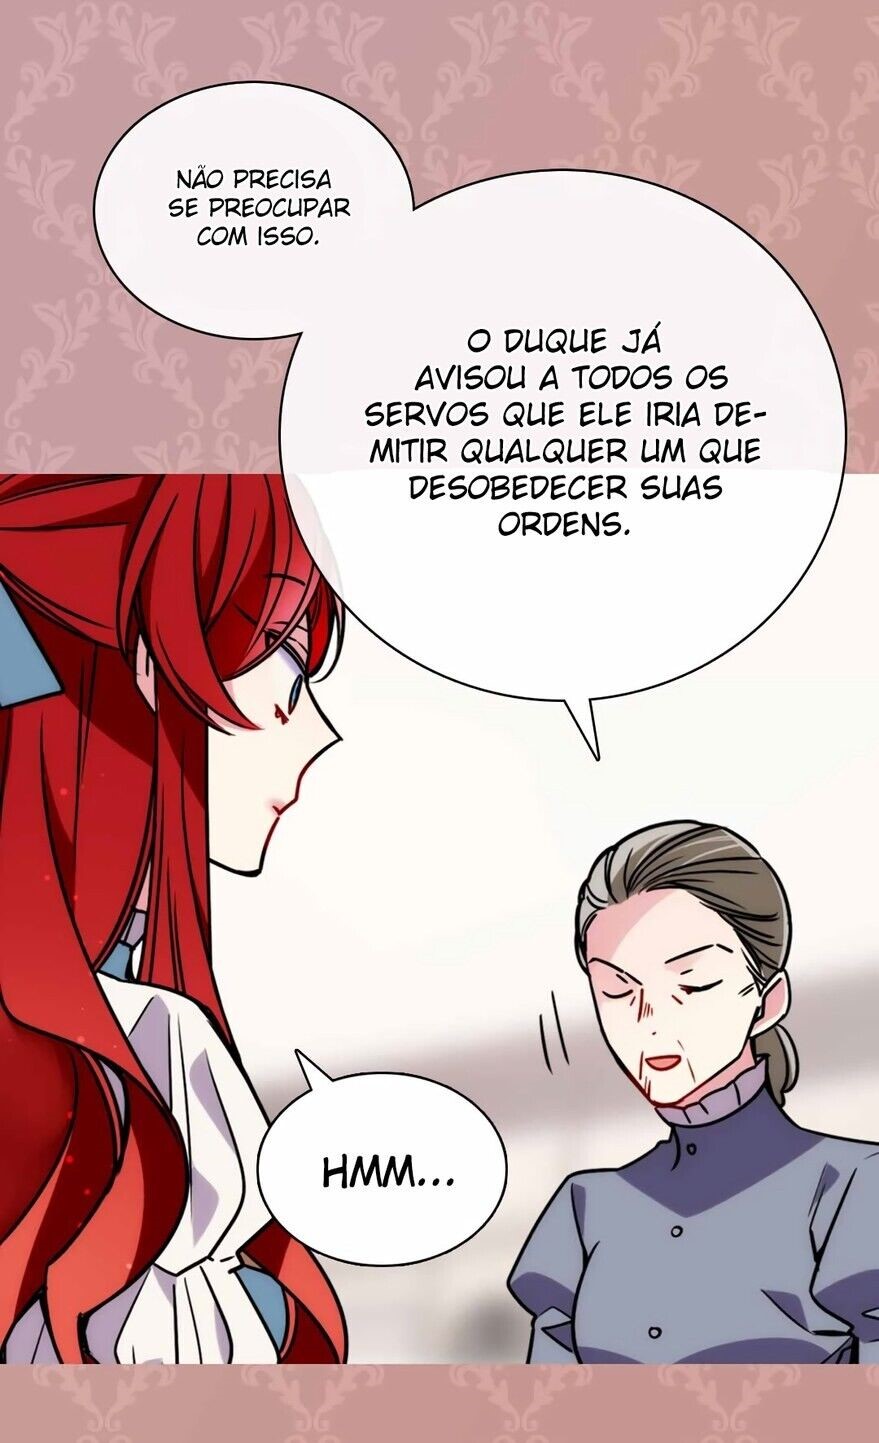 NÃO PRECISA
SE PREOCUPAR
COM ISSO.
O DUQUE JÁ
AVISOU A TODOS OS
SERVOS QUE ELE IRIA DE-
MITIR QUALQUER UM QUE
DESOBEDECER SUAS
ORDENS.
HMM...